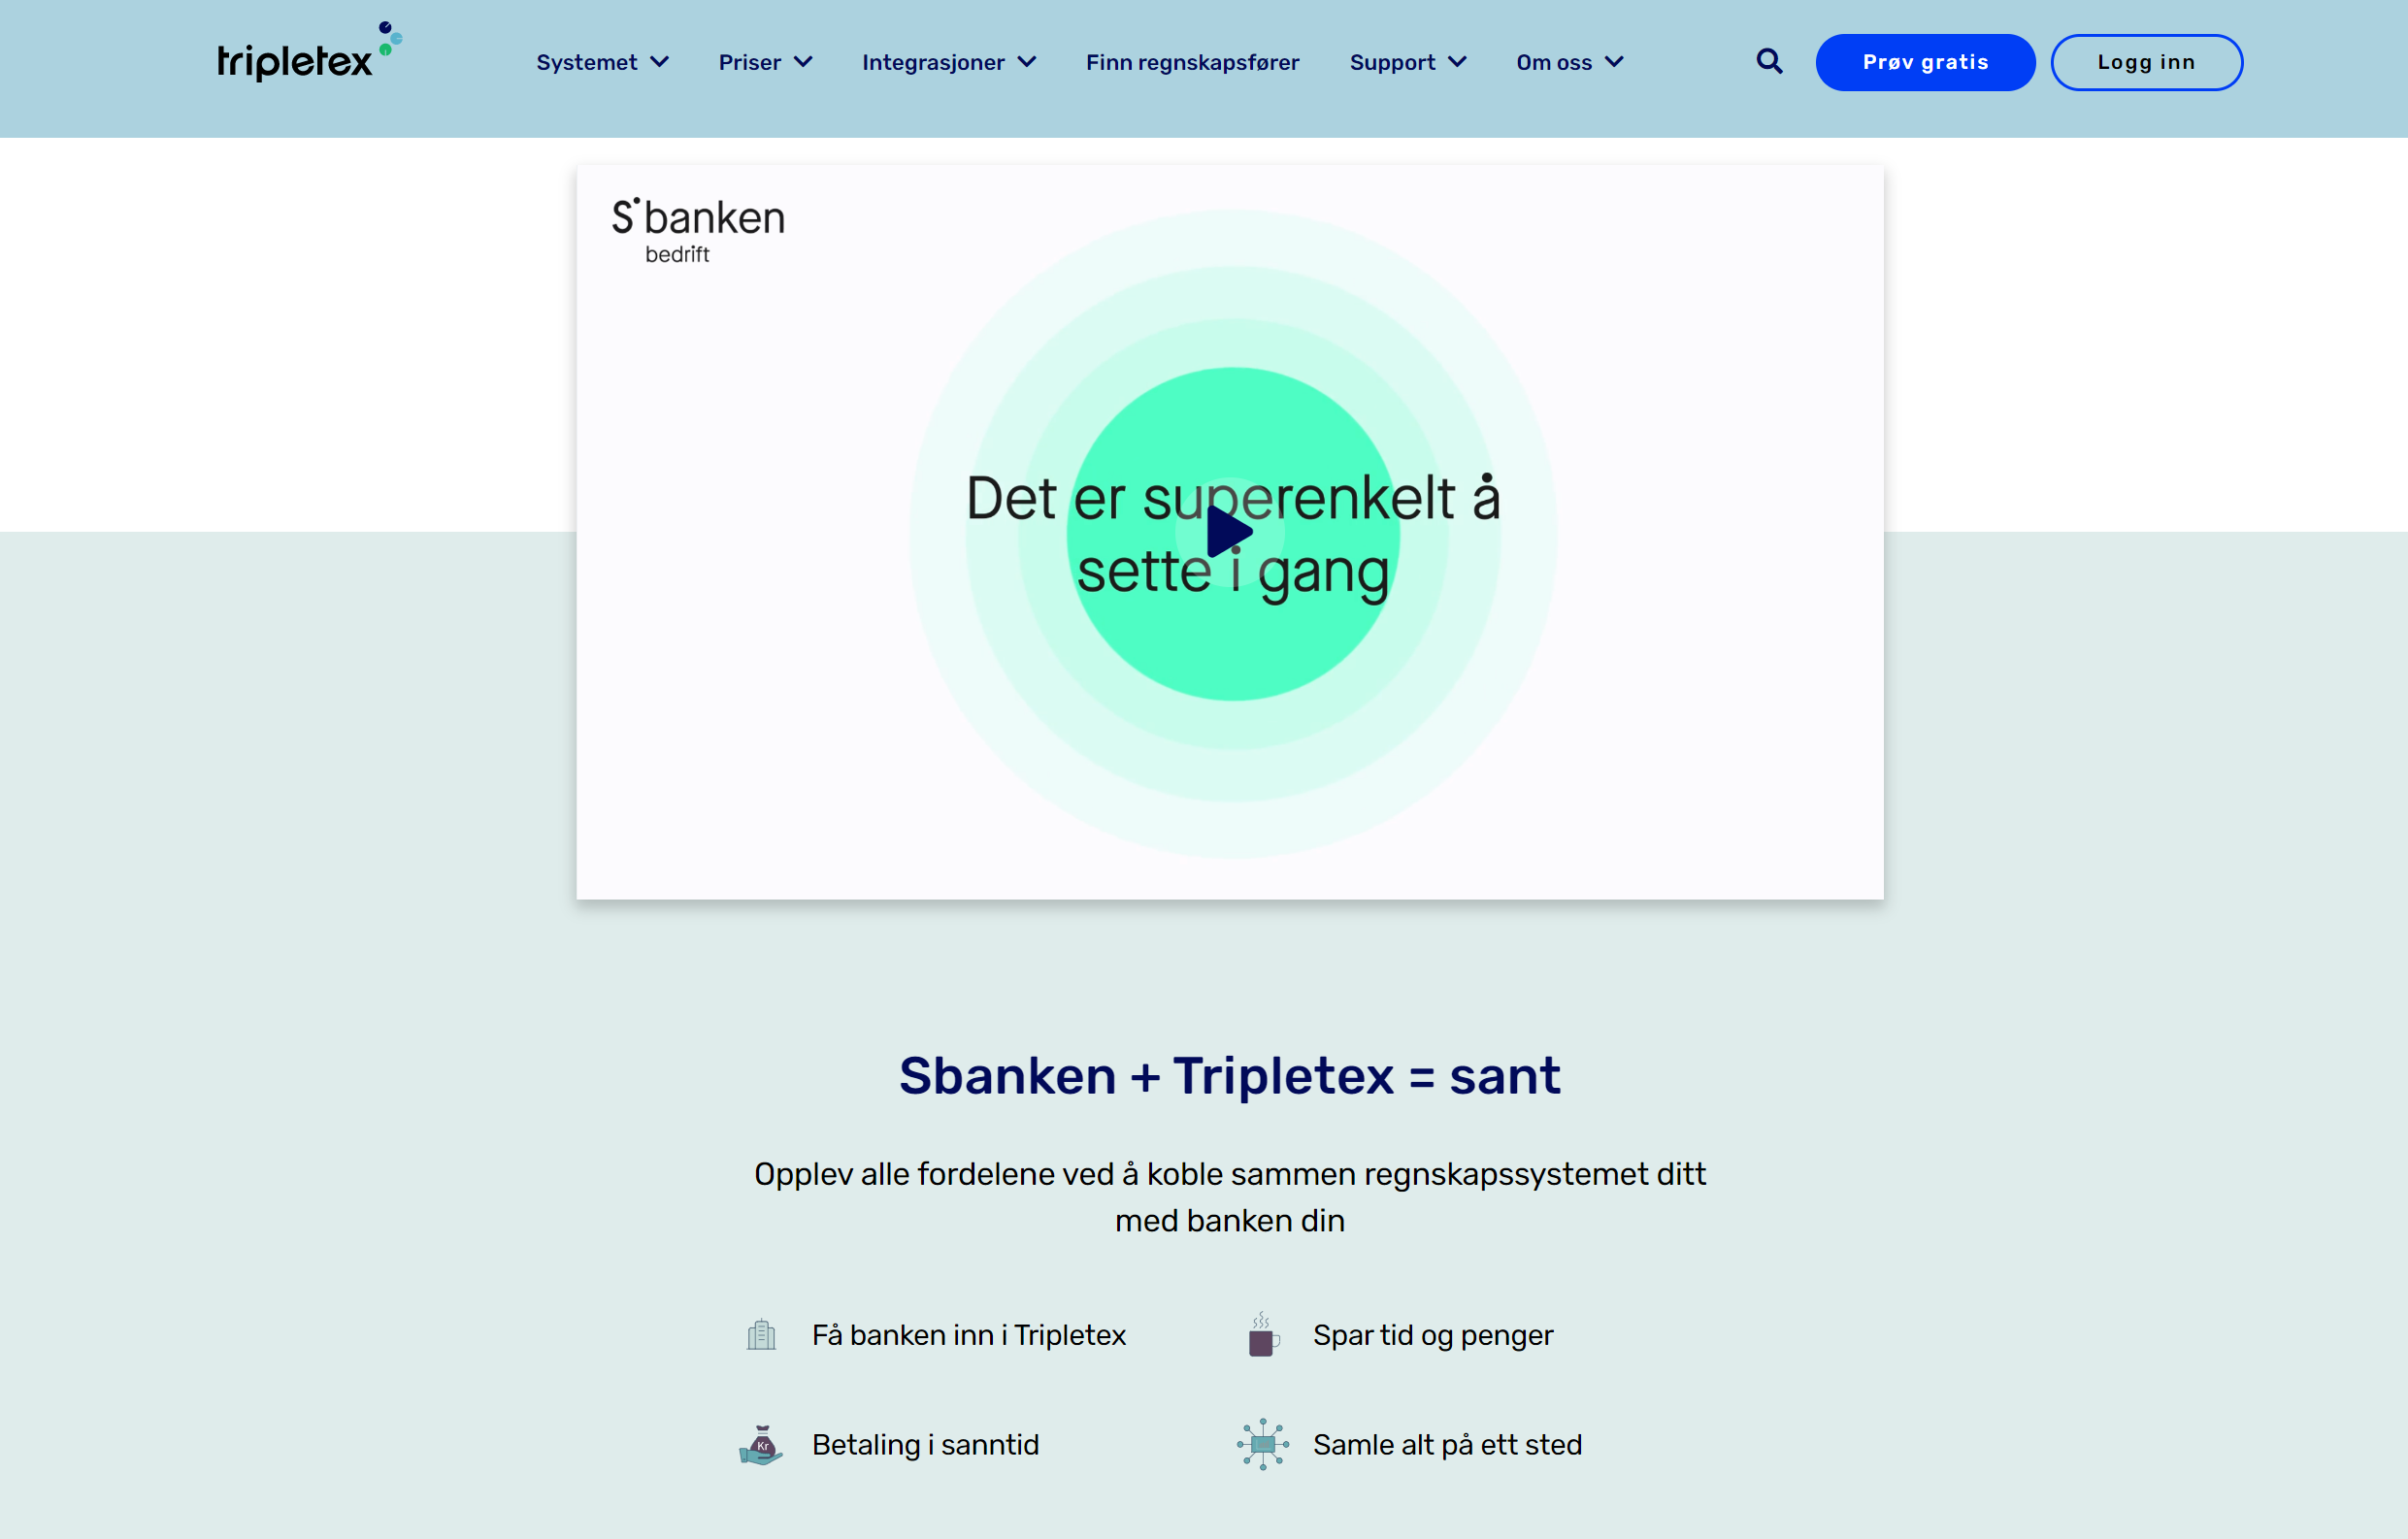 tripletex
Systemet
Priser
Integrasjoner
Finn regnskapsfører
Support
Om oss
Prøv gratis
Logg inn
Sbanken
bedrift
Det er superenkelt å
sette i gang
Sbanken + Tripletex = sant
Opplev alle fordelene ved å koble sammen regnskapssystemet ditt
med banken din
Få banken inn i Tripletex
Spar tid og penger
Kr
Betaling i sanntid
Samle alt på ett sted